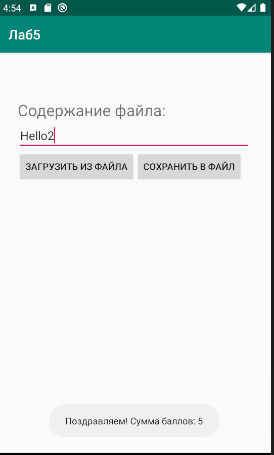 4:54
Лаб5
Содержание файла:
Hello2
ЗАГРУЗИТЬ ИЗ ФАЙЛА СОХРАНИТЬ В ФАЙЛ
Поздравляем! Сумма баллов: 5